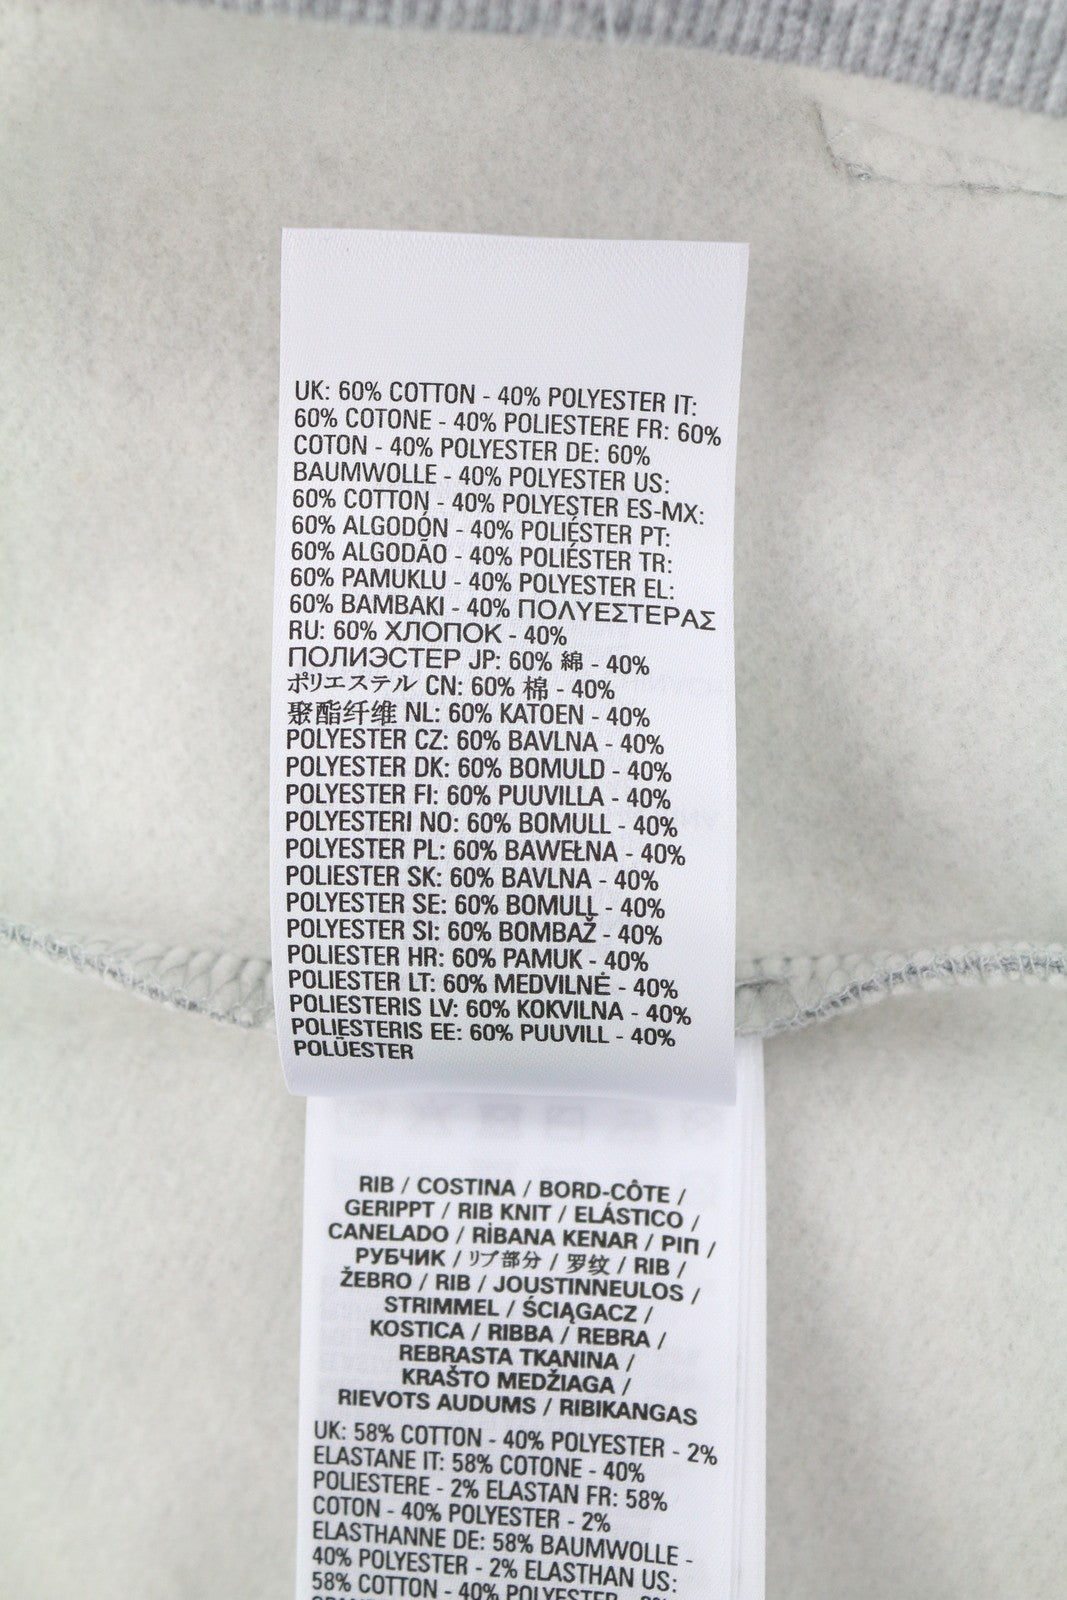 UK: 60% COTTON - 40% POLYESTER IT:
60% COTONE - 40% POLIESTERE FR: 60%
COTON - 40% POLYESTER DE: 60%
BAUMWOLLE - 40% POLYESTER US:
60% COTTON - 40% POLYESTER ES-MX:
60% ALGODÓN - 40% POLIÉSTER PT:
60% ALGODÃO - 40% POLIÉSTER TR:
60% PAMUKLU - 40% POLYESTER EL:
60% ΒΑΜΒΑΚΙ - 40% ΠΟΛΥΕΣΤΕΡΑΣ
RU: 60% ХЛОПОК - 40%
ПОЛИЭСТЕР JP: 60% 綿 - 40%
ポリエステル CN: 60% 棉 - 40%
聚酯纤维 NL: 60% KATOEN - 40%
POLYESTER CZ: 60% BAVLNA - 40%
POLYESTER DK: 60% BOMULD - 40%
POLYESTER FI: 60% PUUVILLA - 40%
POLYESTERI NO: 60% BOMULL - 40%
POLYESTER PL: 60% BAWEŁNA - 40%
POLIESTER SK: 60% BAVLNA - 40%
POLYESTER SE: 60% BOMULL - 40%
POLYESTER SI: 60% BOMBAŽ - 40%
POLIESTER HR: 60% PAMUK - 40%
POLIESTER LT: 60% MEDVILNĖ - 40%
POLIESTERIS LV: 60% KOKVILNA - 40%
POLIESTERIS EE: 60% PUUVILL - 40%
POLÜESTER
RIB / COSTINA / BORD-CÔTE /
GERIPPT / RIB KNIT / ELÁSTICO /
CANELADO / RİBANA KENAR / ΡΙΠ /
РУБЧИК / リブ部分 / 罗纹 / RIB /
ŽEBRO / RIB / JOUSTINNEULOS /
STRIMMEL / ŚCIĄGACZ /
KOSTICA / RIBBA / REBRA /
REBRASTA TKANINA /
KRAŠTO MEDŽIAGA /
RIEVOTS AUDUMS / RIBIKANGAS
UK: 58% COTTON - 40% POLYESTER - 2%
ELASTANE IT: 58% COTONE - 40%
POLIESTERE - 2% ELASTAN FR: 58%
COTON - 40% POLYESTER - 2%
ELASTHANNE DE: 58% BAUMWOLLE -
40% POLYESTER - 2% ELASTHAN US:
58% COTTON - 40% POLYESTER - 2%